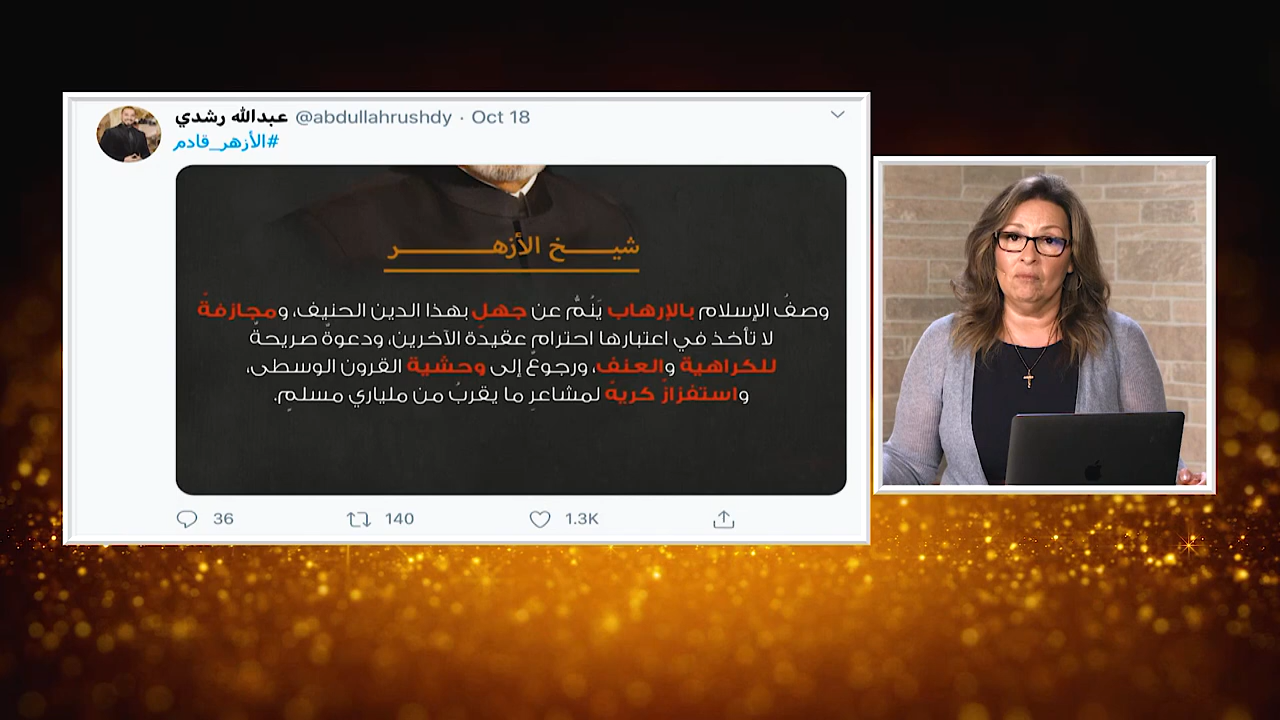 عبدالله رشدي @abdullahrushdy · Oct 18
#الأزهر_قادم
شيـــخ الأزهـــــــر
وصفُ الإسلام بالإرهاب يَنُمُّ عن جهلٍ بهذا الدين الحنيف، ومجازفةٌ
لا تأخذ في اعتبارها احترام عقيدة الآخرين، ودعوةٌ صريحةٌ
للكراهية والعنف، ورجوعٌ إلى وحشية القرون الوسطى،
واستفزازٌ كريهٌ لمشاعرِ ما يقربُ من ملياري مسلمٍ.
36 140 1.3K